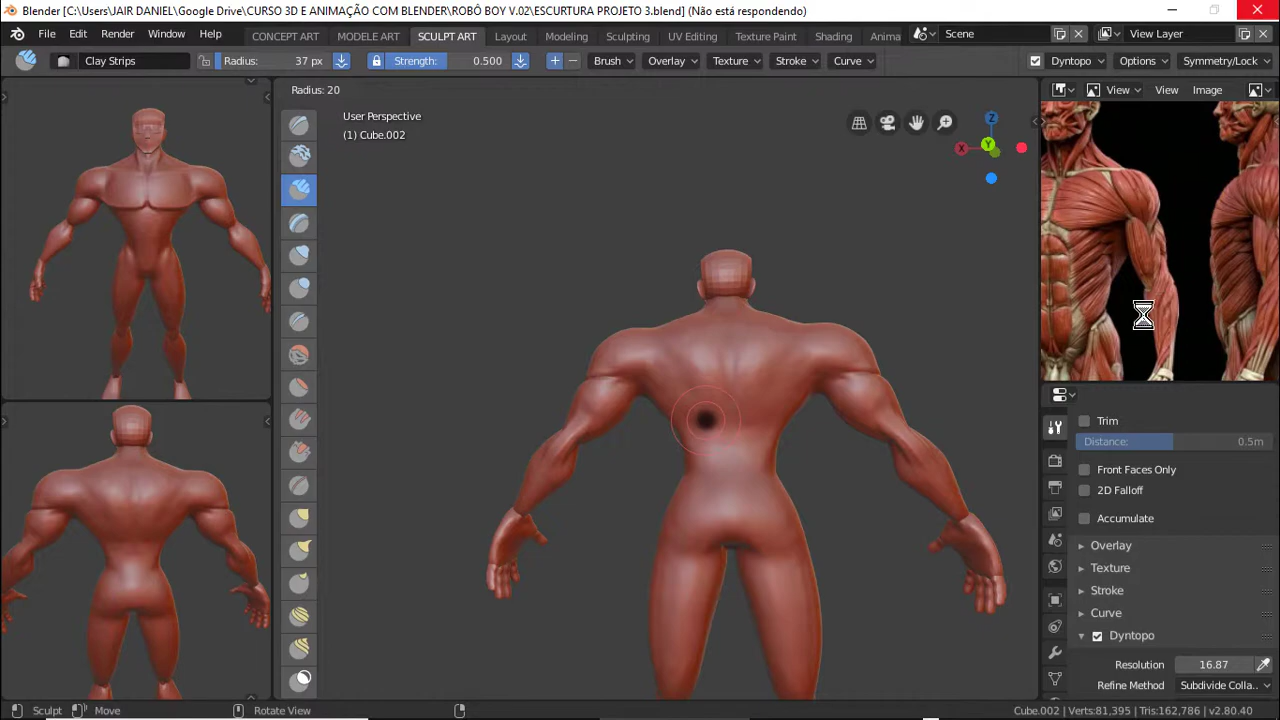 Blender [C:\Users\JAIR DANIEL\Google Drive\CURSO 3D E ANIMAÇÃO COM BLENDER\ROBÔ BOY V.02\ESCURTURA PROJETO 3.blend] (Não está respondendo)
File Edit Render Window Help CONCEPT ART MODELE ART SCULPT ART Layout Modeling Sculpting UV Editing Texture Paint Shading Anima Scene View Layer
Clay Strips Radius: 37 px Strength: 0.500 Brush Overlay Texture Stroke Curve Dyntopo Options Symmetry/Lock
Radius: 20 View View Image
User Perspective
(1) Cube.002
Z
X
Y
Trim
Distance: 0.5m
Front Faces Only
2D Falloff
Accumulate
Overlay
Texture
Stroke
Curve
Dyntopo
Resolution 16.87
Refine Method Subdivide Colla..
Sculpt Move Rotate View Cube.002 | Verts:81,395 | Tris:162,786 | v2.80.40